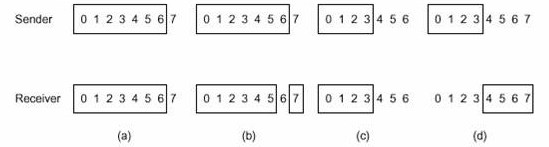 Sender 0 1 2 3 4 5 6 7 0 1 2 3 4 5 6 7 0 1 2 3 4 5 6 0 1 2 3 4 5 6 7
Receiver 0 1 2 3 4 5 6 7 0 1 2 3 4 5 6 7 0 1 2 3 4 5 6 0 1 2 3 4 5 6 7
(a) (b) (c) (d)